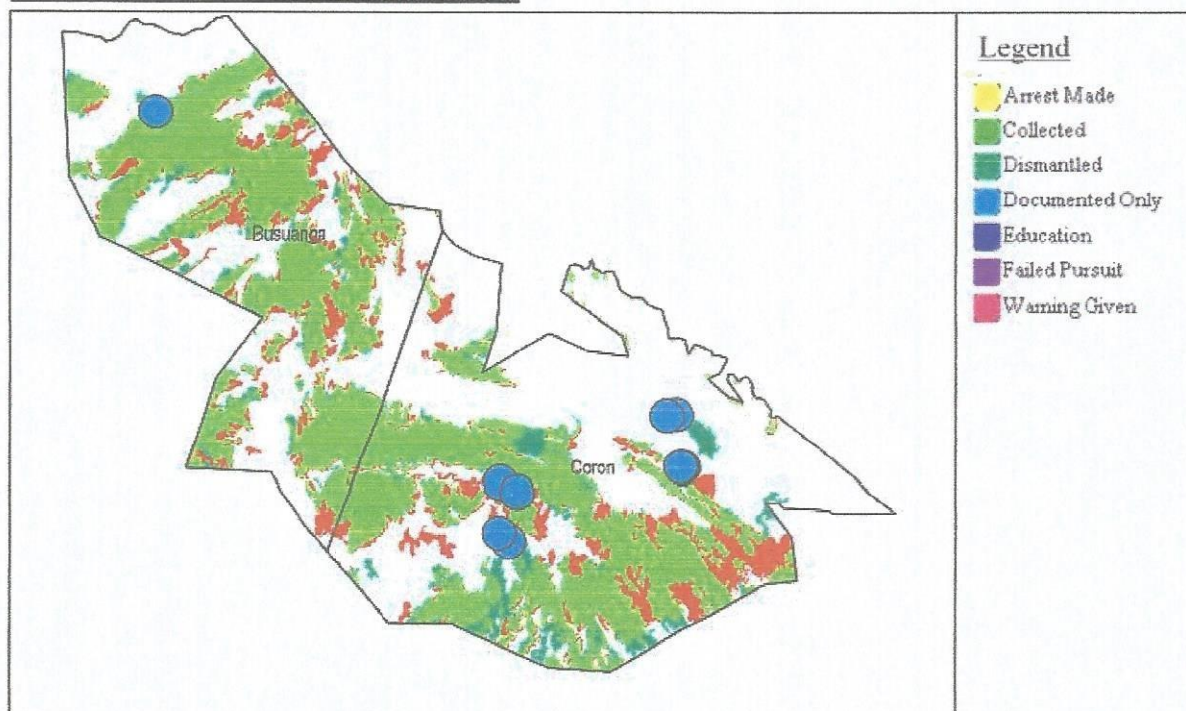 Legend
Arrest Made
Collected
Dismantled
Documented Only
Education
Failed Pursuit
Warning Given
Busuanga
Coron